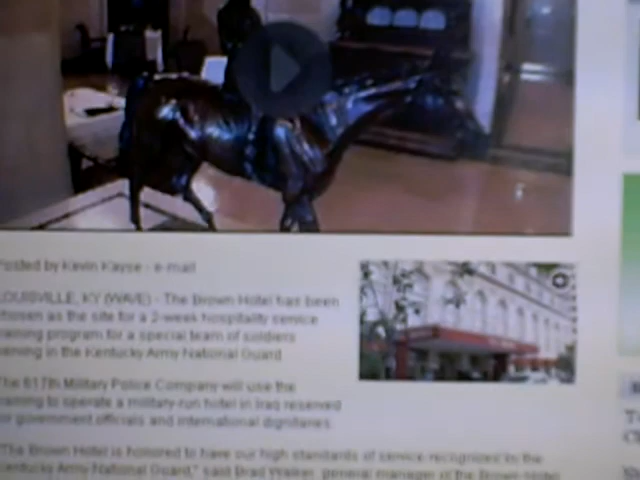 Posted by Kevin Kayse - e-mail
LOUISVILLE, KY (WAVE) - The Brown Hotel has been
chosen as the site for a 2-week hospitality service
training program for a special team of soldiers
serving in the Kentucky Army National Guard.
The 617th Military Police Company will use the
training to operate a military-run hotel in Iraq reserved
for government officials and international dignitaries.
"The Brown Hotel is honored to have our high standards of service recognized by the
Kentucky Army National Guard," said Brad Walker, general manager of the Brown Hotel